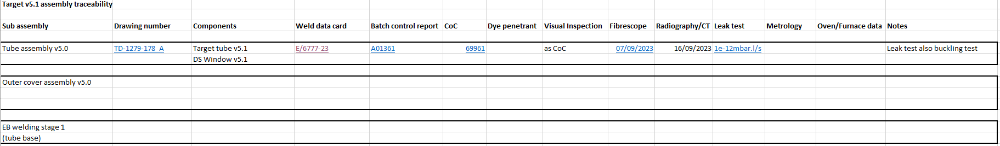 Target v5.1 assembly traceability
Sub assembly Drawing number Components Weld data card Batch control report CoC Dye penetrant Visual Inspection Fibrescope Radiography/CT Leak test Metrology Oven/Furnace data Notes
Tube assembly v5.0 TD-1279-178_A Target tube v5.1 E/6777-23 A01361 69961 as CoC 07/09/2023 16/09/2023 1e-12mbar.l/s Leak test also buckling test
DS Window v5.1
Outer cover assembly v5.0
EB welding stage 1
(tube base)